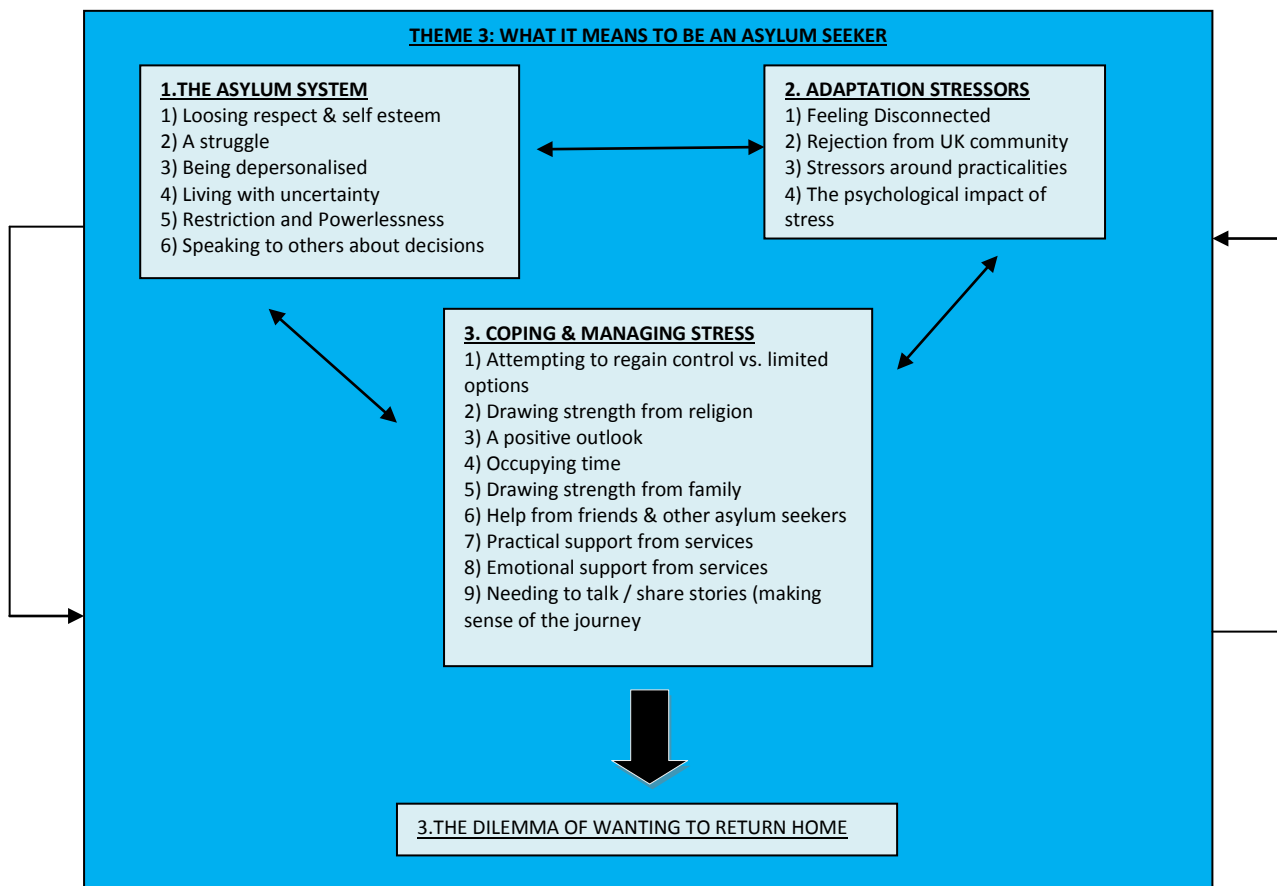 THEME 3: WHAT IT MEANS TO BE AN ASYLUM SEEKER
1.THE ASYLUM SYSTEM
1) Loosing respect & self esteem
2) A struggle
3) Being depersonalised
4) Living with uncertainty
5) Restriction and Powerlessness
6) Speaking to others about decisions
2. ADAPTATION STRESSORS
1) Feeling Disconnected
2) Rejection from UK community
3) Stressors around practicalities
4) The psychological impact of
stress
3. COPING & MANAGING STRESS
1) Attempting to regain control vs. limited
options
2) Drawing strength from religion
3) A positive outlook
4) Occupying time
5) Drawing strength from family
6) Help from friends & other asylum seekers
7) Practical support from services
8) Emotional support from services
9) Needing to talk / share stories (making
sense of the journey
3.THE DILEMMA OF WANTING TO RETURN HOME